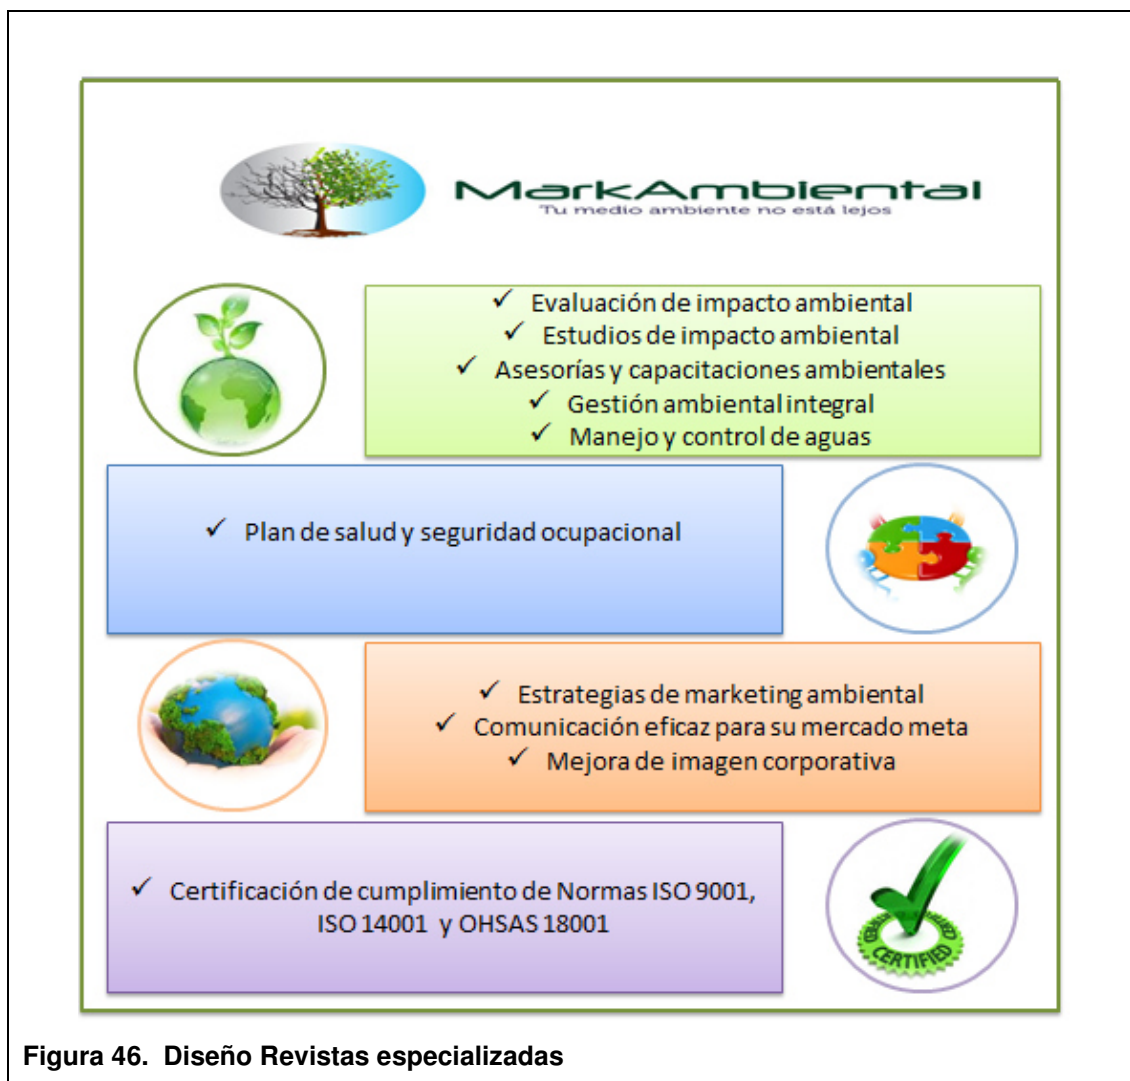 MarkAmbiental
Tu medio ambiente no está lejos
✓ Evaluación de impacto ambiental
✓ Estudios de impacto ambiental
✓ Asesorías y capacitaciones ambientales
✓ Gestión ambiental integral
✓ Manejo y control de aguas
✓ Plan de salud y seguridad ocupacional
✓ Estrategias de marketing ambiental
✓ Comunicación eficaz para su mercado meta
✓ Mejora de imagen corporativa
✓ Certificación de cumplimiento de Normas ISO 9001,
ISO 14001 y OHSAS 18001
CERTIFIED
Figura 46. Diseño Revistas especializadas